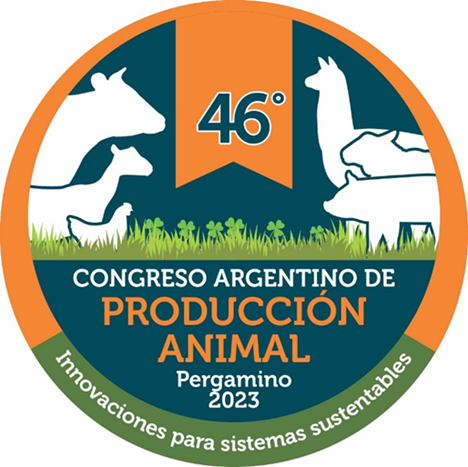 46°
CONGRESO ARGENTINO DE
PRODUCCIÓN
ANIMAL
Pergamino
2023
Innovaciones para sistemas sustentables